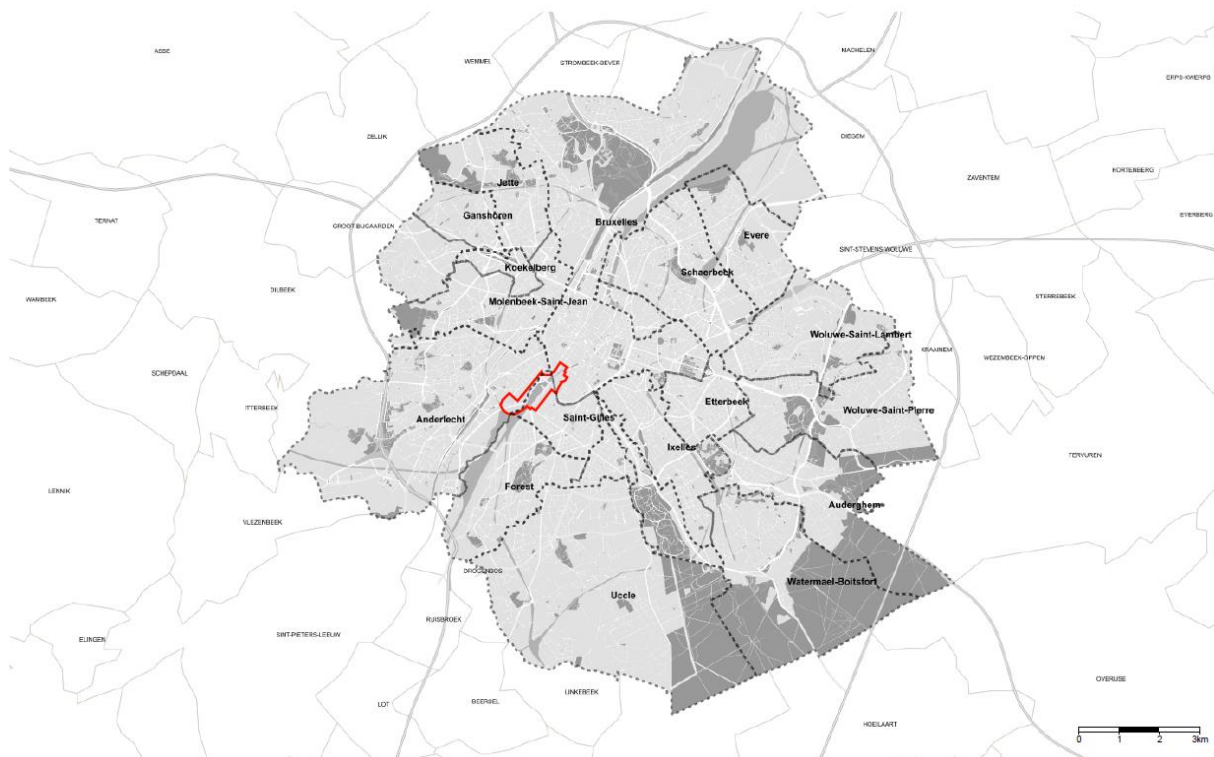 ASSE
MACHELEN
WEMMEL
STROMBEEK-BEVER
ERPS-KWERPS
ZELLIK
DIEGEM
ZAVENTEM
KORTENBERG
Jette
Ganshoren
EVERBERG
TERNAT
GROOT-BIJGAARDEN
Bruxelles
Evere
SINT-STEVENS-WOLUWE
Koekelberg
Schaerbeek
DILBEEK
STERREBEEK
WAMBEEK
Molenbeek-Saint-Jean
Woluwe-Saint-Lambert
KRAAINEM
WEZEMBEEK-OPPEM
SCHEPDAAL
Etterbeek
ITTERBEEK
Woluwe-Saint-Pierre
Anderlecht
Saint-Gilles
Ixelles
TERVUREN
Forest
LENNIK
Auderghem
VLEZENBEEK
DROGENBOS
Watermael-Boitsfort
Uccle
RUISBROEK
SINT-PIETERS-LEEUW
ELINGEN
OVERIJSE
LINKEBEEK
BEERSEL
LOT
HOEILAART
0 1 2 3km